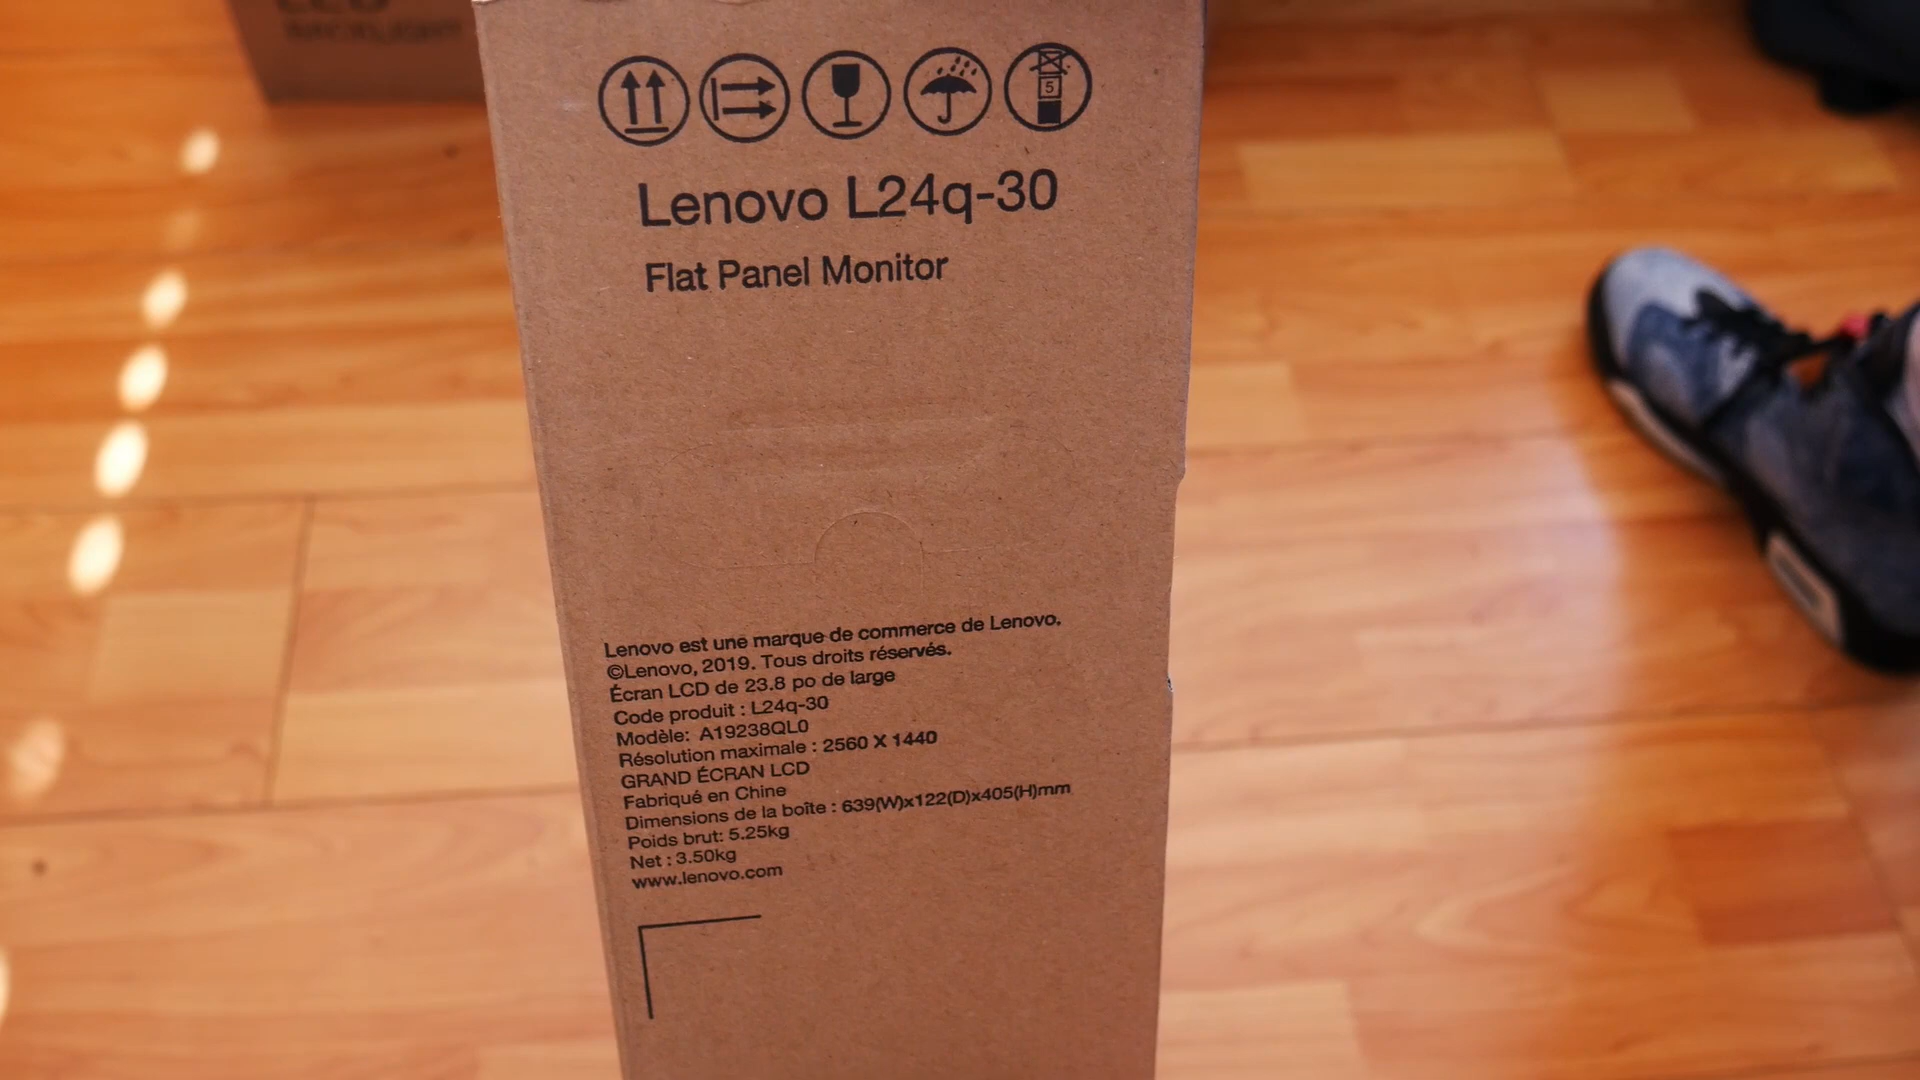 LCD
5
Lenovo L24q-30
Flat Panel Monitor
Lenovo est une marque de commerce de Lenovo.
©Lenovo, 2019. Tous droits réservés.
Écran LCD de 23.8 po de large
Code produit : L24q-30
Modèle: A19238QL0
Résolution maximale : 2560 X 1440
GRAND ÉCRAN LCD
Fabriqué en Chine
Dimensions de la boîte : 639(W)x122(D)x405(H)mm
Poids brut: 5.25kg
Net : 3.50kg
www.lenovo.com